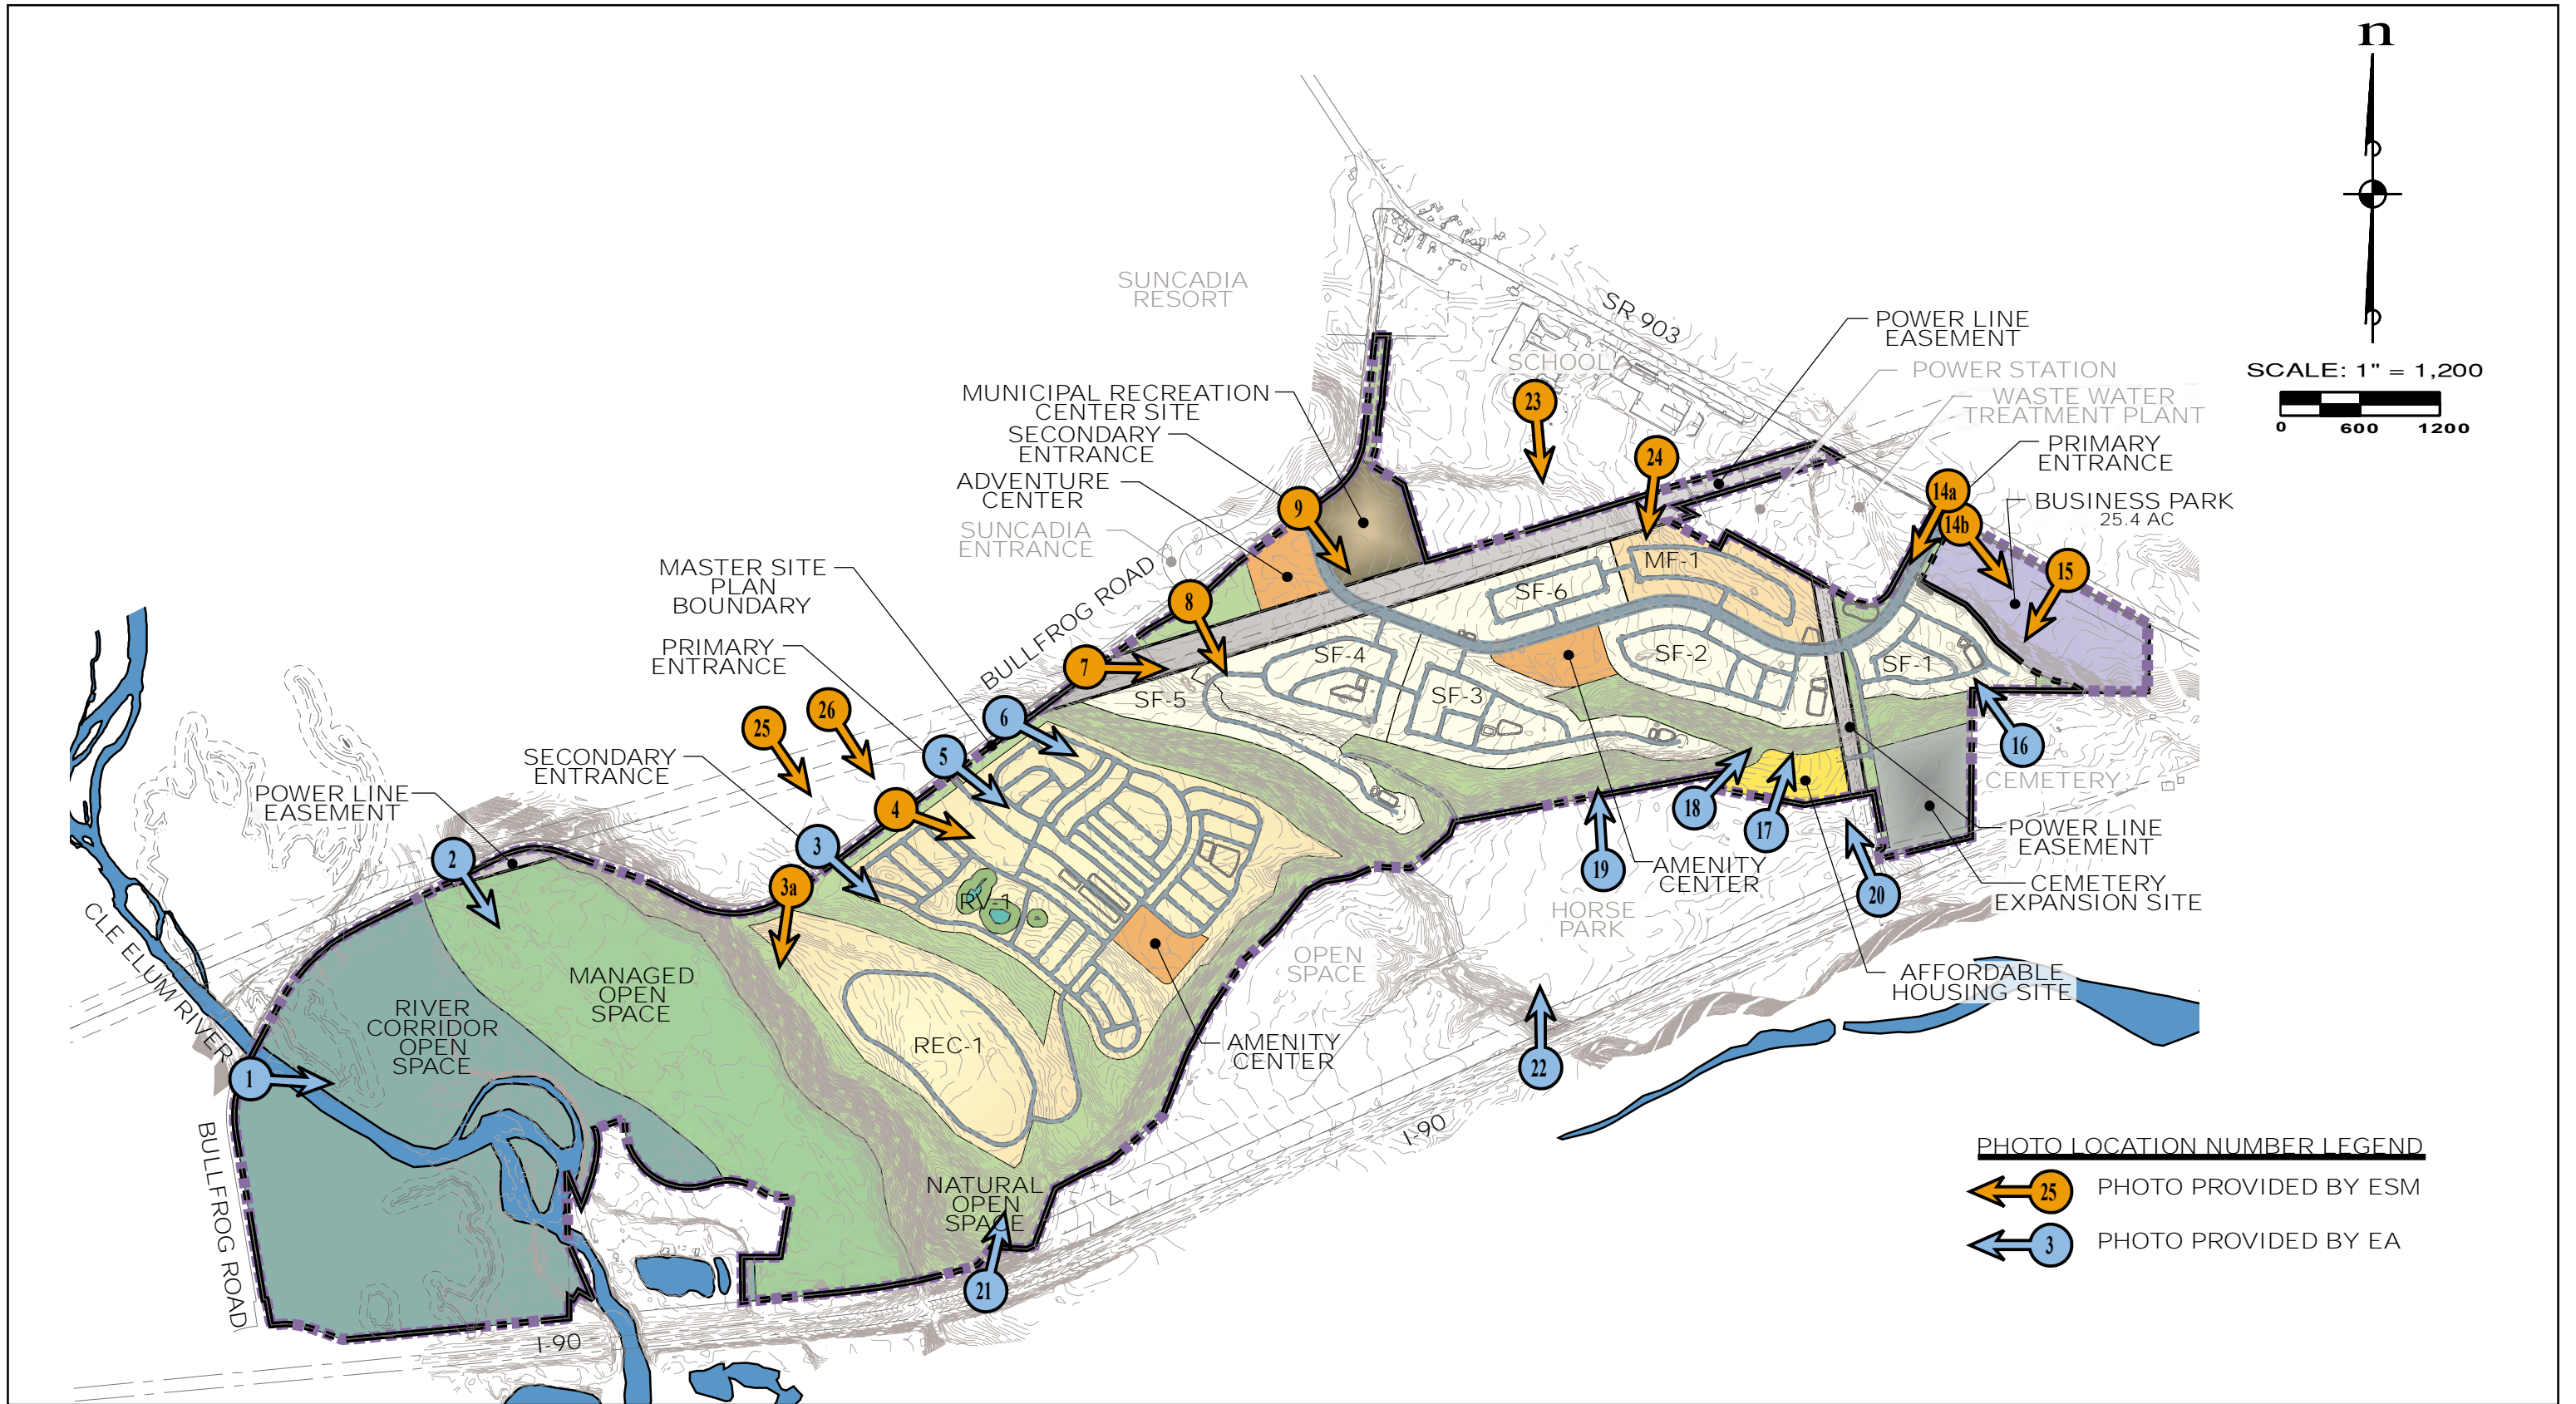 n
SCALE: 1" = 1,200
0 600 1200
SUNCADIA
RESORT
SR 903
SCHOOL
POWER LINE
EASEMENT
POWER STATION
WASTE WATER
TREATMENT PLANT
PRIMARY
ENTRANCE
BUSINESS PARK
25.4 AC
MUNICIPAL RECREATION
CENTER SITE
SECONDARY
ENTRANCE
ADVENTURE
CENTER
SUNCADIA
ENTRANCE
MASTER SITE
PLAN
BOUNDARY
PRIMARY
ENTRANCE
BULLFROG ROAD
SECONDARY
ENTRANCE
POWER LINE
EASEMENT
23
24
14a
14b
15
9
8
7
6
5
26
25
4
3
3a
2
1
MF-1
SF-6
SF-4
SF-2
SF-1
SF-3
SF-5
RV-1
REC-1
16
17
18
19
20
21
22
CEMETERY
POWER LINE
EASEMENT
CEMETERY
EXPANSION SITE
AMENITY
CENTER
HORSE
PARK
OPEN
SPACE
AFFORDABLE
HOUSING SITE
CLE ELUM RIVER
RIVER
CORRIDOR
OPEN
SPACE
MANAGED
OPEN
SPACE
AMENITY
CENTER
NATURAL
OPEN
SPACE
BULLFROG ROAD
I-90
I-90
PHOTO LOCATION NUMBER LEGEND
25 PHOTO PROVIDED BY ESM
3 PHOTO PROVIDED BY EA